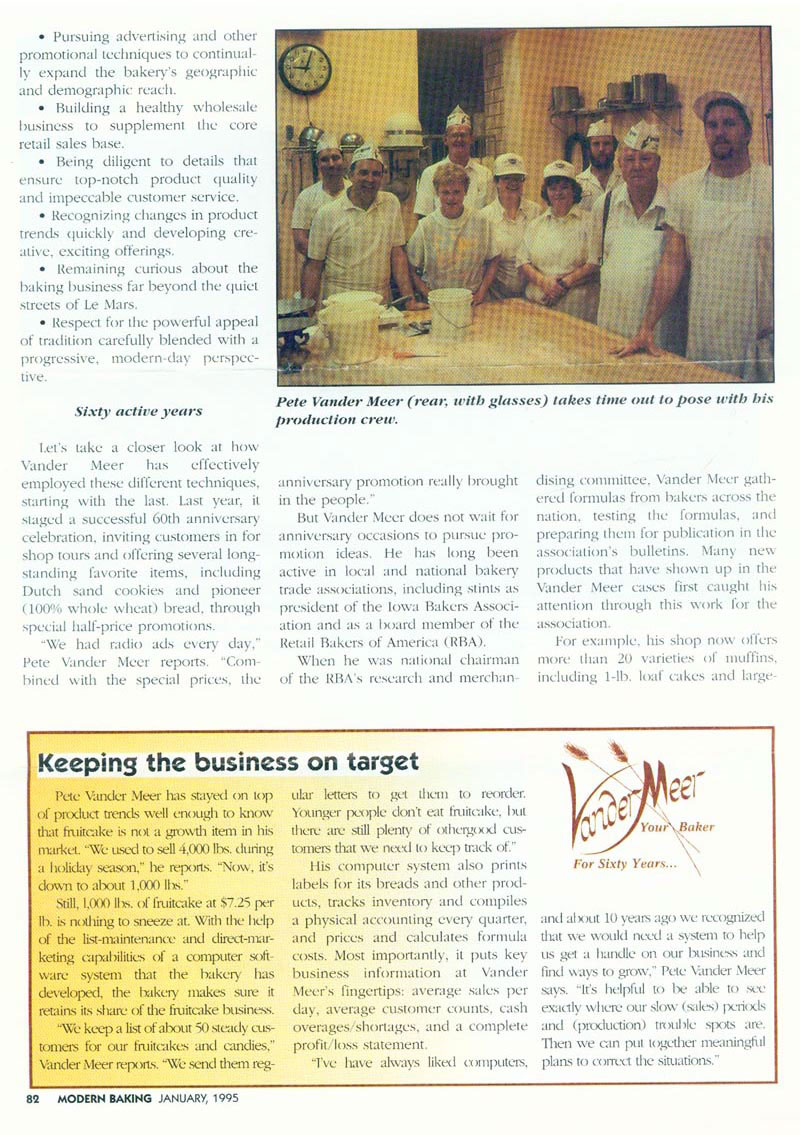 • Pursuing advertising and other
promotional techniques to continual-
ly expand the bakery's geographic
and demographic reach.
• Building a healthy wholesale
business to supplement the core
retail sales base.
• Being diligent to details that
ensure top-notch product quality
and impeccable customer service.
• Recognizing changes in product
trends quickly and developing cre-
ative, exciting offerings.
• Remaining curious about the
baking business far beyond the quiet
streets of Le Mars.
• Respect for the powerful appeal
of tradition carefully blended with a
progressive, modern-day perspec-
tive.
Sixty active years
Let's take a closer look at how
Vander Meer has effectively
employed these different techniques,
starting with the last. Last year, it
staged a successful 60th anniversary
celebration, inviting customers in for
shop tours and offering several long-
standing favorite items, including
Dutch sand cookies and pioneer
(100% whole wheat) bread, through
special half-price promotions.
"We had radio ads every day,"
Pete Vander Meer reports. "Com-
bined with the special prices, the
Pete Vander Meer (rear, with glasses) takes time out to pose with his
production crew.
anniversary promotion really brought
in the people."
But Vander Meer does not wait for
anniversary occasions to pursue pro-
motion ideas. He has long been
active in local and national bakery
trade associations, including stints as
president of the Iowa Bakers Associ-
ation and as a board member of the
Retail Bakers of America (RBA).
When he was national chairman
of the RBA's research and merchan-
dising committee, Vander Meer gath-
ered formulas from bakers across the
nation, testing the formulas, and
preparing them for publication in the
association's bulletins. Many new
products that have shown up in the
Vander Meer cases first caught his
attention through this work for the
association.
For example, his shop now offers
more than 20 varieties of muffins,
including 1-lb. loaf cakes and large-
Keeping the business on target
Pete Vander Meer has stayed on top
of product trends well enough to know
that fruitcake is not a growth item in his
market. "We used to sell 4,000 lbs. during
a holiday season," he reports. "Now, it's
down to about 1,000 lbs."
Still, 1,000 lbs. of fruitcake at $7.25 per
lb. is nothing to sneeze at. With the help
of the list-maintenance and direct-mar-
keting capabilities of a computer soft-
ware system that the bakery has
developed, the bakery makes sure it
retains its share of the fruitcake business.
"We keep a list of about 50 steady cus-
tomers for our fruitcakes and candies,"
Vander Meer reports. "We send them reg-
ular letters to get them to reorder.
Younger people don't eat fruitcake, but
there are still plenty of othergood cus-
tomers that we need to keep track of."
His computer system also prints
labels for its breads and other prod-
ucts, tracks inventory and compiles
a physical accounting every quarter,
and prices and calculates formula
costs. Most importantly, it puts key
business information at Vander
Meer's fingertips: average sales per
day, average customer counts, cash
overages/shortages, and a complete
profit/loss statement.
"I've have always liked computers,
Vander Meer
Your Baker
For Sixty Years...
and about 10 years ago we recognized
that we would need a system to help
us get a handle on our business and
find ways to grow," Pete Vander Meer
says. "It's helpful to be able to see
exactly where our slow (sales) periods
and (production) trouble spots are.
Then we can put together meaningful
plans to correct the situations."
82 MODERN BAKING JANUARY, 1995